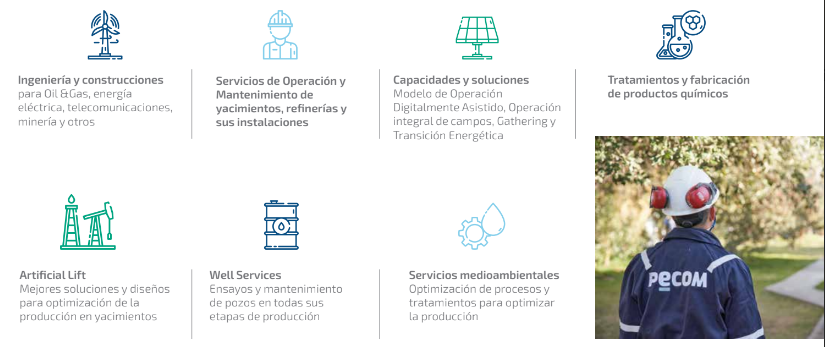 Ingeniería y construcciones
para Oil &Gas, energía
eléctrica, telecomunicaciones,
minería y otros
Servicios de Operación y
Mantenimiento de
yacimientos, refinerías y
sus instalaciones
Capacidades y soluciones
Modelo de Operación
Digitalmente Asistido, Operación
integral de campos, Gathering y
Transición Energética
Tratamientos y fabricación
de productos químicos
Artificial Lift
Mejores soluciones y diseños
para optimización de la
producción en yacimientos
Well Services
Ensayos y mantenimiento
de pozos en todas sus
etapas de producción
Servicios medioambientales
Optimización de procesos y
tratamientos para optimizar
la producción
PECOM